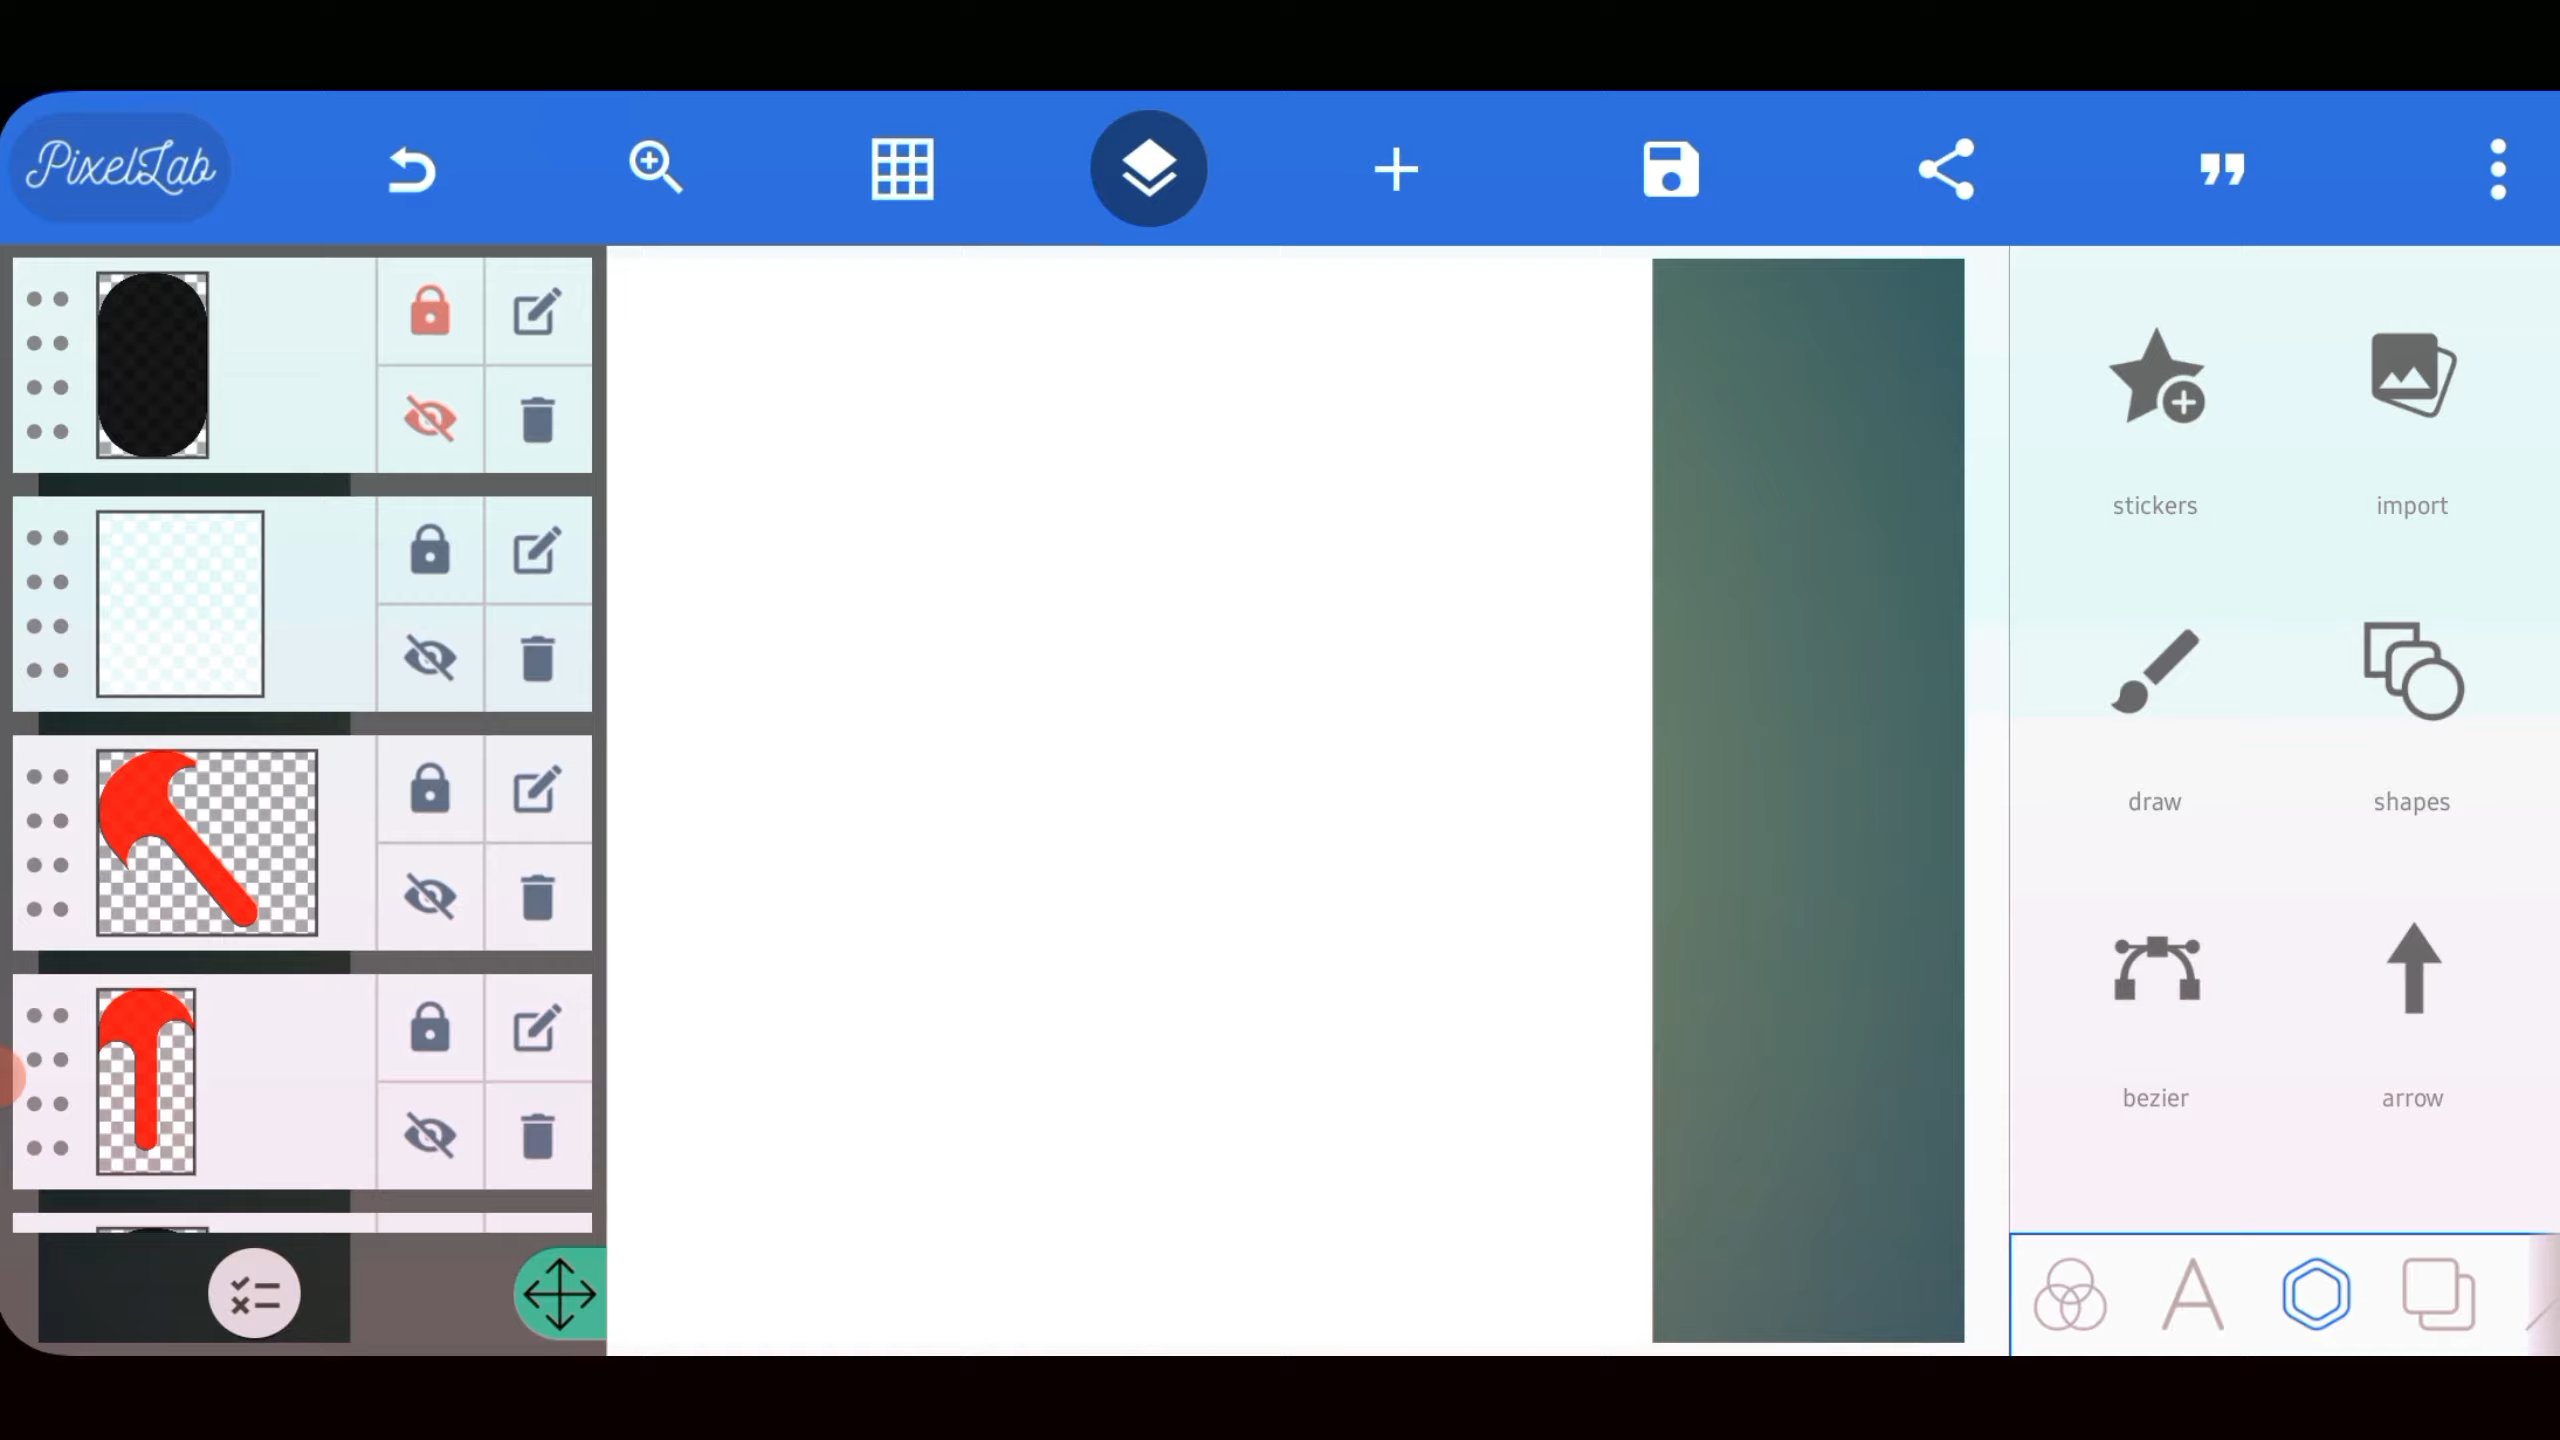 PixelLab
stickers
import
draw
shapes
bezier
arrow